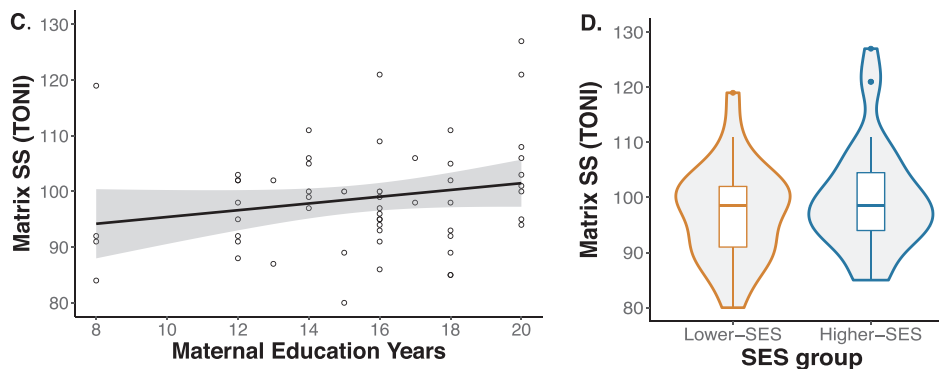 C.
Matrix SS (TONI)
130
120
110
100
90
80
8 10 12 14 16 18 20
Maternal Education Years
D.
Matrix SS (TONI)
130
120
110
100
90
80
Lower–SES Higher–SES
SES group